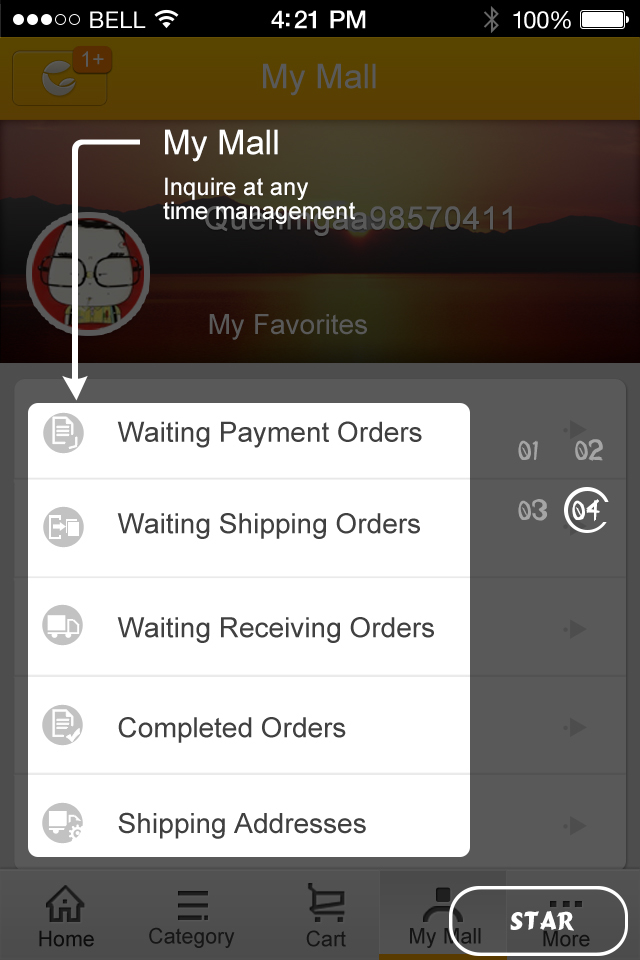 BELL 4:21 PM 100%
1+
My Mall
My Mall
Inquire at any
time management
Queningaa98570411
My Favorites
Waiting Payment Orders
01 02
Waiting Shipping Orders
03 04
Waiting Receiving Orders
Completed Orders
Shipping Addresses
Home Category Cart My Mall More
STAR